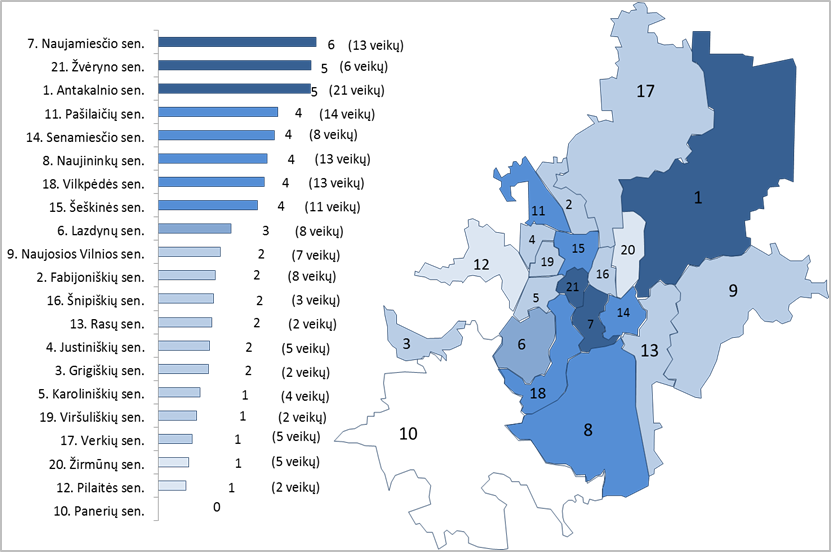 7. Naujamiesčio sen. 6 (13 veikų)
21. Žvėryno sen. 5 (6 veikų)
1. Antakalnio sen. 5 (21 veikų)
11. Pašilaičių sen. 4 (14 veikų)
14. Senamiesčio sen. 4 (8 veikų)
8. Naujininkų sen. 4 (13 veikų)
18. Vilkpėdės sen. 4 (13 veikų)
15. Šeškinės sen. 4 (11 veikų)
6. Lazdynų sen. 3 (8 veikų)
9. Naujosios Vilnios sen. 2 (7 veikų)
2. Fabijoniškių sen. 2 (8 veikų)
16. Šnipiškių sen. 2 (3 veikų)
13. Rasų sen. 2 (2 veikų)
4. Justiniškių sen. 2 (5 veikų)
3. Grigiškių sen. 2 (2 veikų)
5. Karoliniškių sen. 1 (4 veikų)
19. Viršuliškių sen. 1 (2 veikų)
17. Verkių sen. 1 (5 veikų)
20. Žirmūnų sen. 1 (5 veikų)
12. Pilaitės sen. 1 (2 veikų)
10. Panerių sen. 0
17
1
2
11
4
15
20
19
12
16
21
9
5
14
7
3
6
13
18
8
10